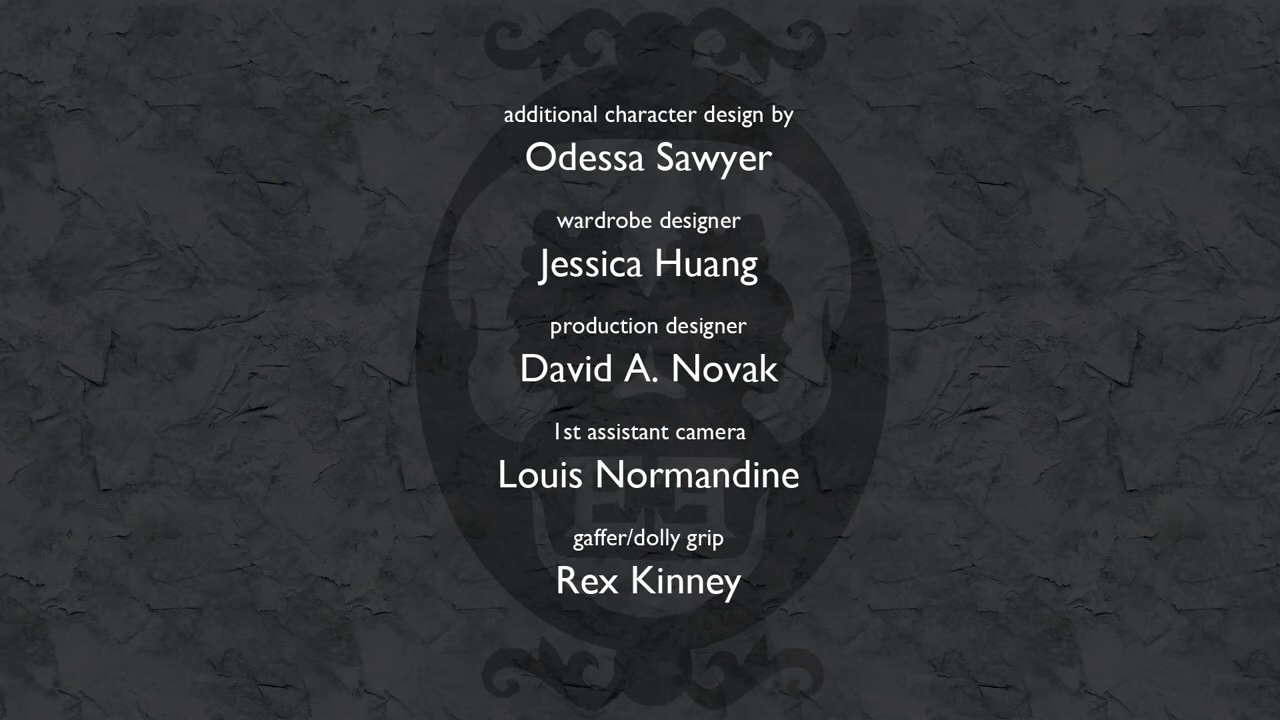 additional character design by
Odessa Sawyer
wardrobe designer
Jessica Huang
production designer
David A. Novak
1st assistant camera
Louis Normandine
gaffer/dolly grip
Rex Kinney